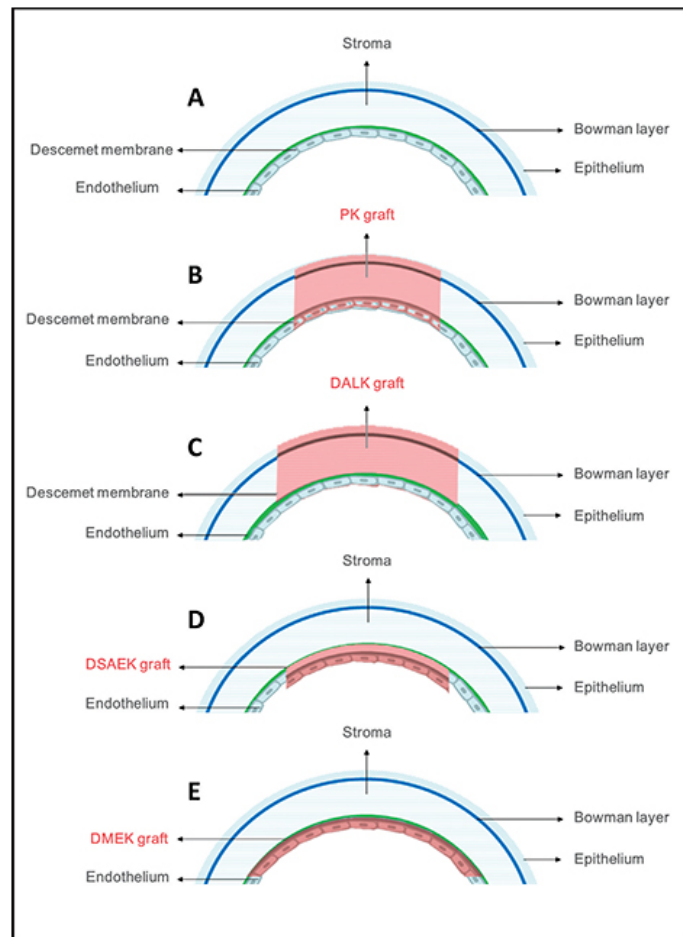 Stroma
A
Bowman layer
Descemet membrane
Epithelium
Endothelium
PK graft
B
Bowman layer
Descemet membrane
Epithelium
Endothelium
DALK graft
C
Bowman layer
Descemet membrane
Epithelium
Endothelium
Stroma
D
Bowman layer
DSAEK graft
Epithelium
Endothelium
Stroma
E
Bowman layer
DMEK graft
Epithelium
Endothelium